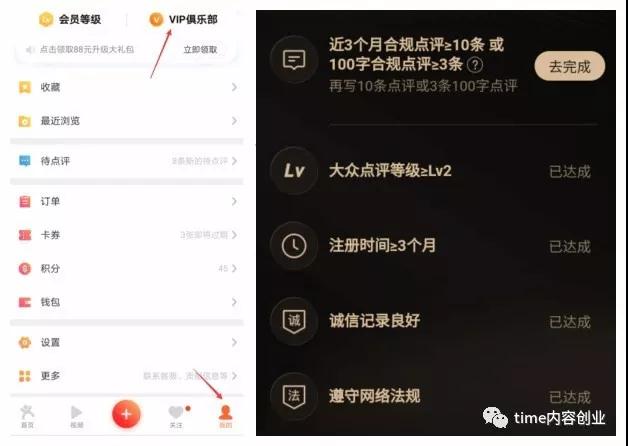 Lv 会员等级
V VIP俱乐部
点击领取88元升级大礼包
立即领取
收藏
最近浏览
待点评
8条新的待点评
订单
卡券
3张即将过期
积分
45
钱包
设置
更多
联系客服、资质信息等
首页
视频
关注
我的
近3个月合规点评≥10条 或
100字合规点评≥3条 ?
再写10条点评或3条100字点评
去完成
Lv
大众点评等级≥Lv2
已达成
注册时间≥3个月
已达成
诚
诚信记录良好
已达成
法
遵守网络法规
已达成
time内容创业